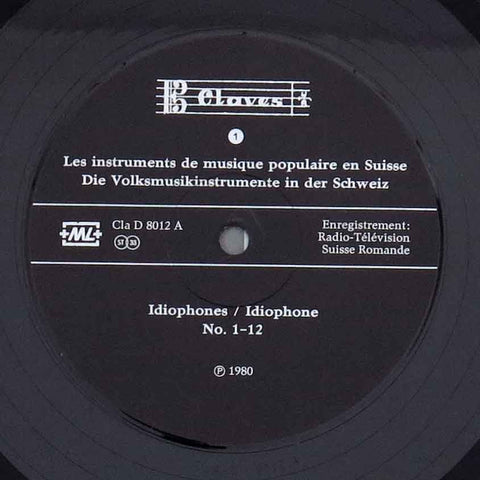 Claves
1
Les instruments de musique populaire en Suisse
Die Volksmusikinstrumente in der Schweiz
ML
Cla D 8012 A
ST 33
Enregistrement:
Radio-Télévision
Suisse Romande
Idiophones / Idiophone
No. 1–12
Ⓟ 1980